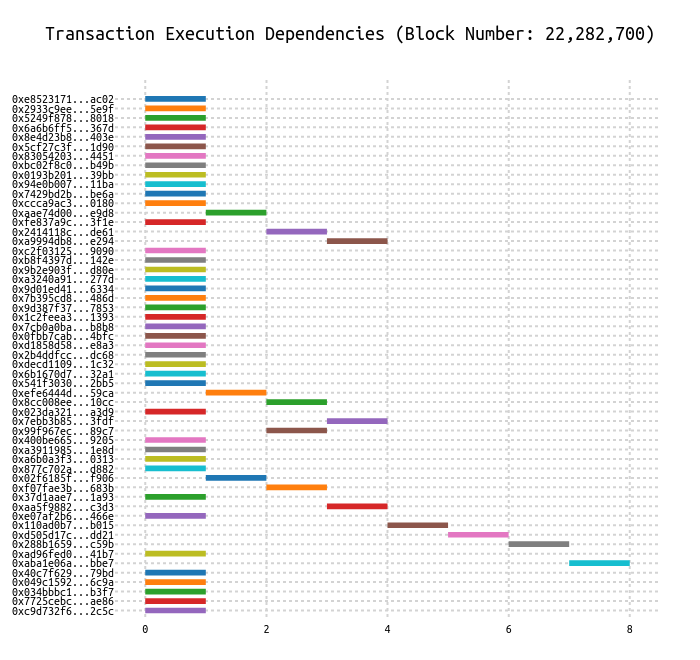 Transaction Execution Dependencies (Block Number: 22,282,700)
0xe8523171...ac02
0x2933c9ee...5e9f
0x5249f878...8018
0x6a6b6ff5...367d
0x8e4d23b8...403e
0x5cf27c3f...1d90
0x83054203...4451
0xbc02f8c0...b49b
0x0193b201...39bb
0x94e0b007...11ba
0x7429bd2b...be6a
0xccca9ac3...0180
0xaae74d00...e9d8
0xfe837a9c...3f1e
0x2414118c...de61
0xa9994db8...e294
0xc2f03125...9090
0xb8f4397d...142e
0x9b2e903f...d80e
0xa3240a91...277d
0x9d01ed41...6334
0x7b395cd8...486d
0x9d387f37...7853
0x1c2feea3...1393
0x7cb0a0ba...b8b8
0x0fbb7cab...4bfc
0xd1858d58...e8a3
0x2b4ddfcc...dc68
0xdecd1109...1c32
0x6b1670d7...32a1
0x541f3030...2bb5
0xefe6444d...59ca
0x8cc008ee...10cc
0x023da321...a3d9
0x7ebb3b85...3fdf
0x99f967ec...89c7
0x400be665...9205
0xa3911985...1e8d
0xa6b0a3f3...0313
0x877c702a...d882
0x02f6185f...f906
0xf07fae3b...683b
0x37d1aae7...1a93
0xaa5f9882...c3d3
0xe07af2b6...466e
0x110ad0b7...b015
0xd505d17c...dd21
0x288b1659...c59b
0xad96fed0...41b7
0xaba1e06a...bbe7
0x40c7f629...79bd
0x049c1592...6c9a
0x034bbbc1...b3f7
0x7725cebc...ae86
0xc9d732f6...2c5c
0 2 4 6 8